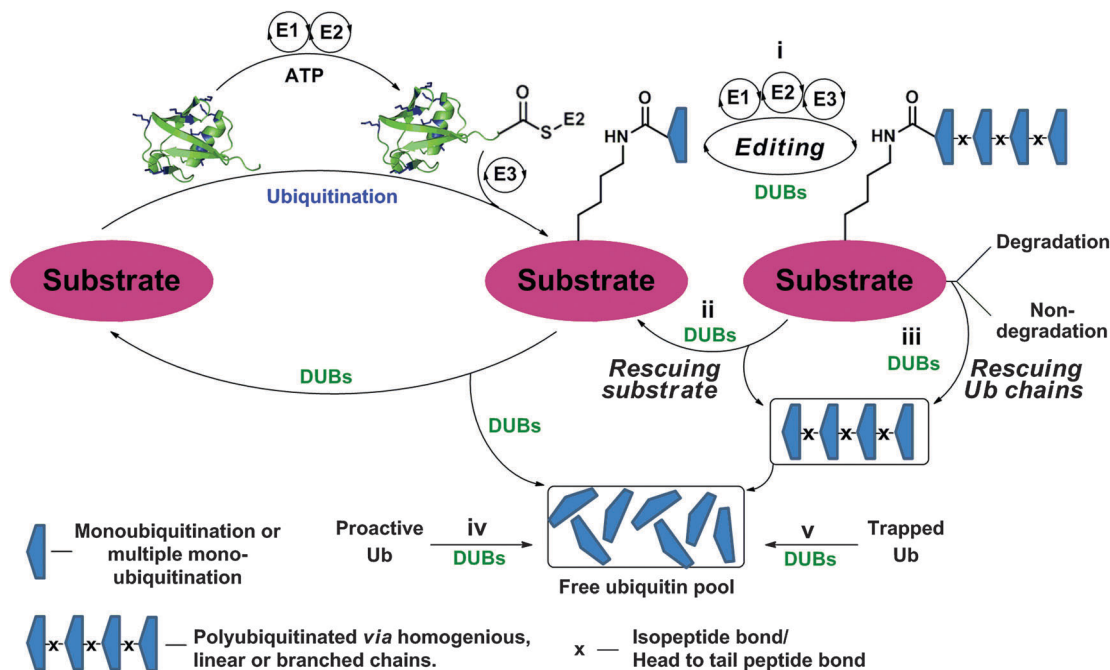 E1 E2
ATP
O
S E2
E3
Ubiquitination
O
HN
i
E1 E2 E3
Editing
DUBs
O
HN
x x x
Substrate
Substrate
Substrate
Degradation
Non-
degradation
ii
DUBs
Rescuing
substrate
iii
DUBs
Rescuing
Ub chains
DUBs
DUBs
x x x
Proactive
Ub
iv
DUBs
v
DUBs
Trapped
Ub
Free ubiquitin pool
Monoubiquitination or
multiple mono-
ubiquitination
x x x
Polyubiquitinated via homogenious,
linear or branched chains.
x — Isopeptide bond/
Head to tail peptide bond